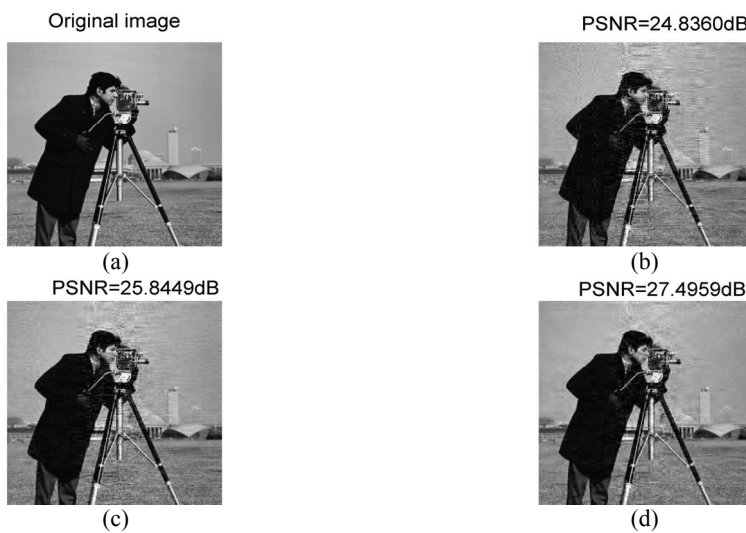 Original image
PSNR=24.8360dB
(a)
(b)
PSNR=25.8449dB
PSNR=27.4959dB
(c)
(d)